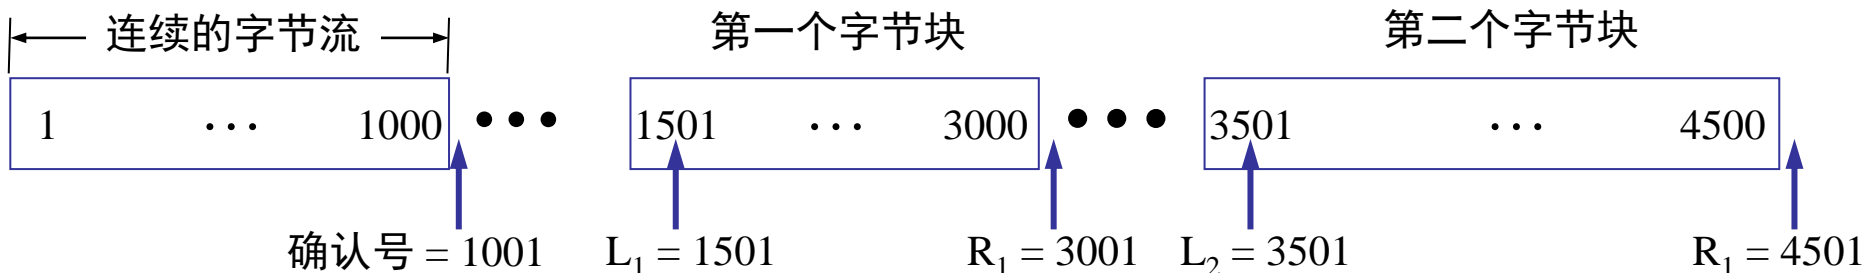 连续的字节流 第一个字节块 第二个字节块
1 … 1000 ••• 1501 … 3000 ••• 3501 … 4500
确认号 = 1001 L₁ = 1501 R₁ = 3001 L₂ = 3501 R₁ = 4501